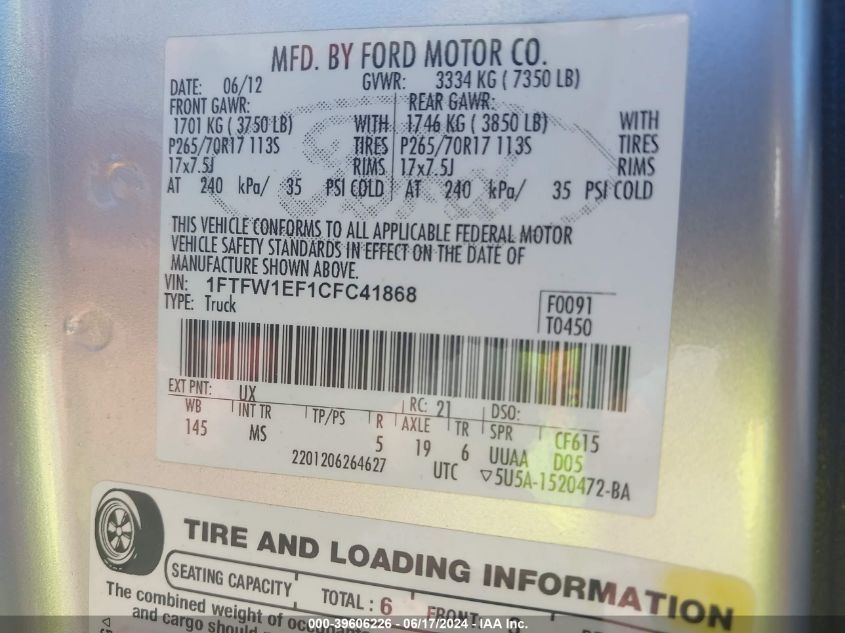 MFD. BY FORD MOTOR CO.
DATE: 06/12 GVWR: 3334 KG ( 7350 LB)
FRONT GAWR: REAR GAWR:
1701 KG ( 3750 LB) WITH 1746 KG ( 3850 LB) WITH
P265/70R17 113S TIRES P265/70R17 113S TIRES
17x7.5J RIMS 17x7.5J RIMS
AT 240 kPa/ 35 PSI COLD AT 240 kPa/ 35 PSI COLD
THIS VEHICLE CONFORMS TO ALL APPLICABLE FEDERAL MOTOR
VEHICLE SAFETY STANDARDS IN EFFECT ON THE DATE OF
MANUFACTURE SHOWN ABOVE.
VIN: 1FTFW1EF1CFC41868
TYPE: Truck
F0091
T0450
EXT PNT: UX RC: 21 DSO:
WB INT TR TP/PS R AXLE TR SPR CF615
145 MS 5 19 6 UUAA D05
2201206264627 UTC ▽5U5A-1520472-BA
TIRE AND LOADING INFORMATION
SEATING CAPACITY TOTAL: 6 FRONT:
The combined weight of
and cargo should
000-39606226 - 06/17/2024 - IAA Inc.